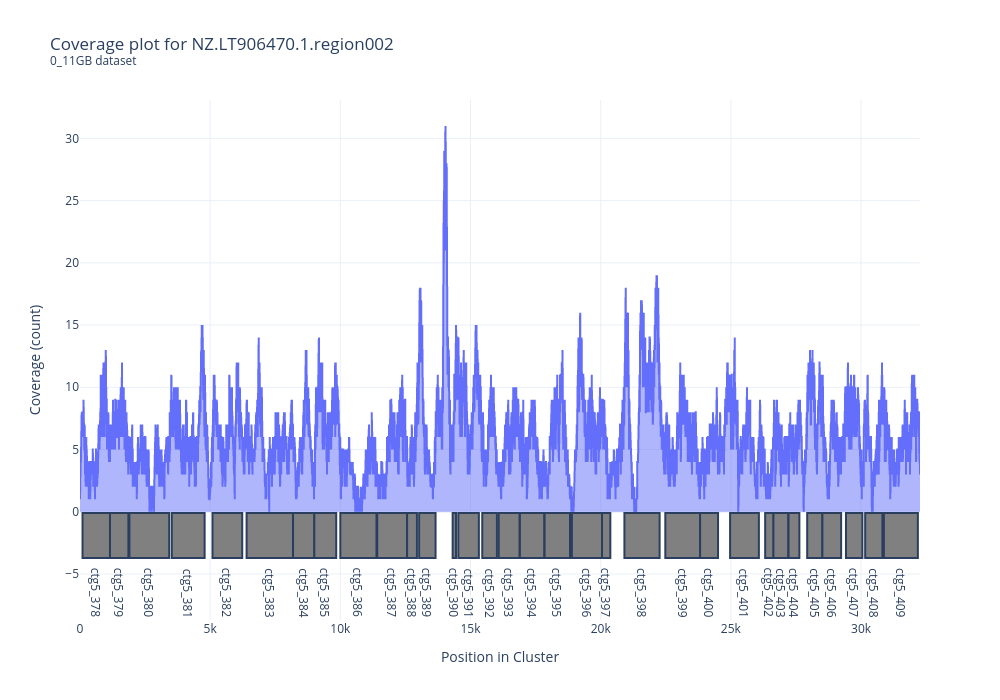 Coverage plot for NZ.LT906470.1.region002
0_11GB dataset
Coverage (count)
30
25
20
15
10
5
0
−5
ctg5_378
ctg5_379
ctg5_380
ctg5_381
ctg5_382
ctg5_383
ctg5_384
ctg5_385
ctg5_386
ctg5_387
ctg5_388
ctg5_389
ctg5_390
ctg5_391
ctg5_392
ctg5_393
ctg5_394
ctg5_395
ctg5_396
ctg5_397
ctg5_398
ctg5_399
ctg5_400
ctg5_401
ctg5_402
ctg5_403
ctg5_404
ctg5_405
ctg5_406
ctg5_407
ctg5_408
ctg5_409
0
5k
10k
15k
20k
25k
30k
Position in Cluster